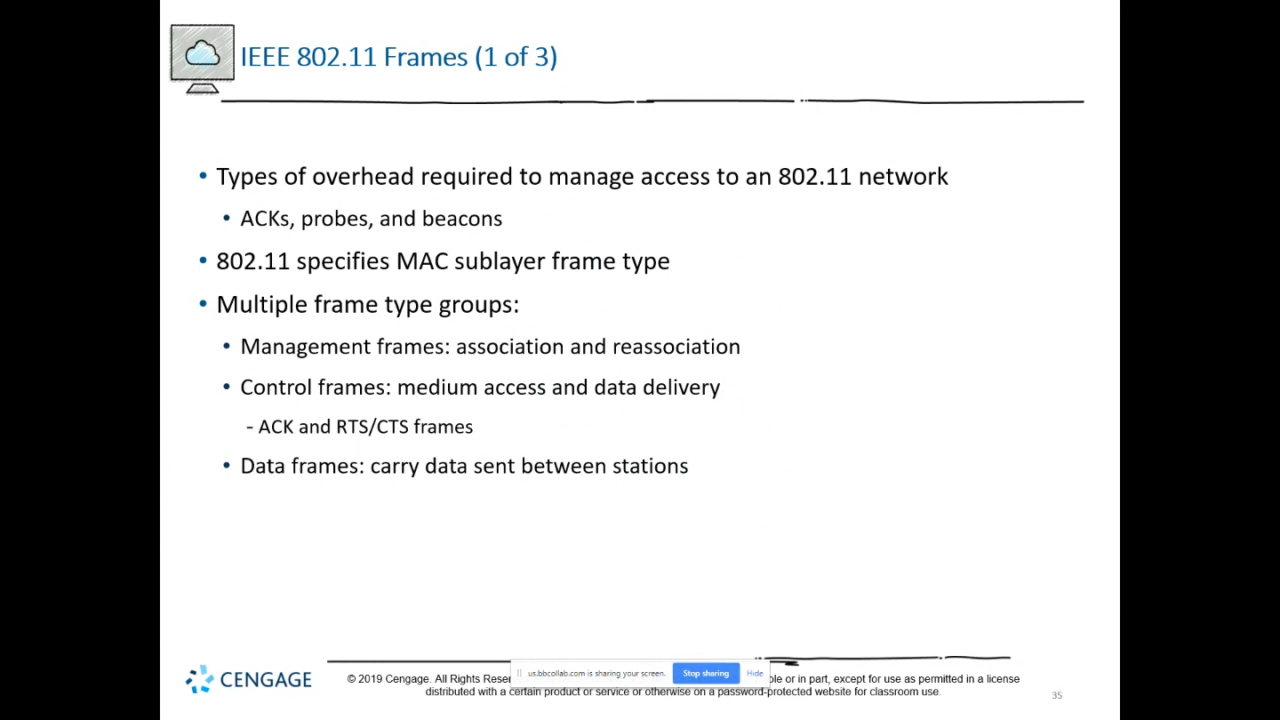 IEEE 802.11 Frames (1 of 3)
• Types of overhead required to manage access to an 802.11 network
• ACKs, probes, and beacons
• 802.11 specifies MAC sublayer frame type
• Multiple frame type groups:
• Management frames: association and reassociation
• Control frames: medium access and data delivery
- ACK and RTS/CTS frames
• Data frames: carry data sent between stations
CENGAGE
© 2019 Cengage. All Rights Reser
us.bbcollab.com is sharing your screen.
Stop sharing
Hide
or in part, except for use as permitted in a license
distributed with a certain product or service or otherwise on a password-protected website for classroom use.
35